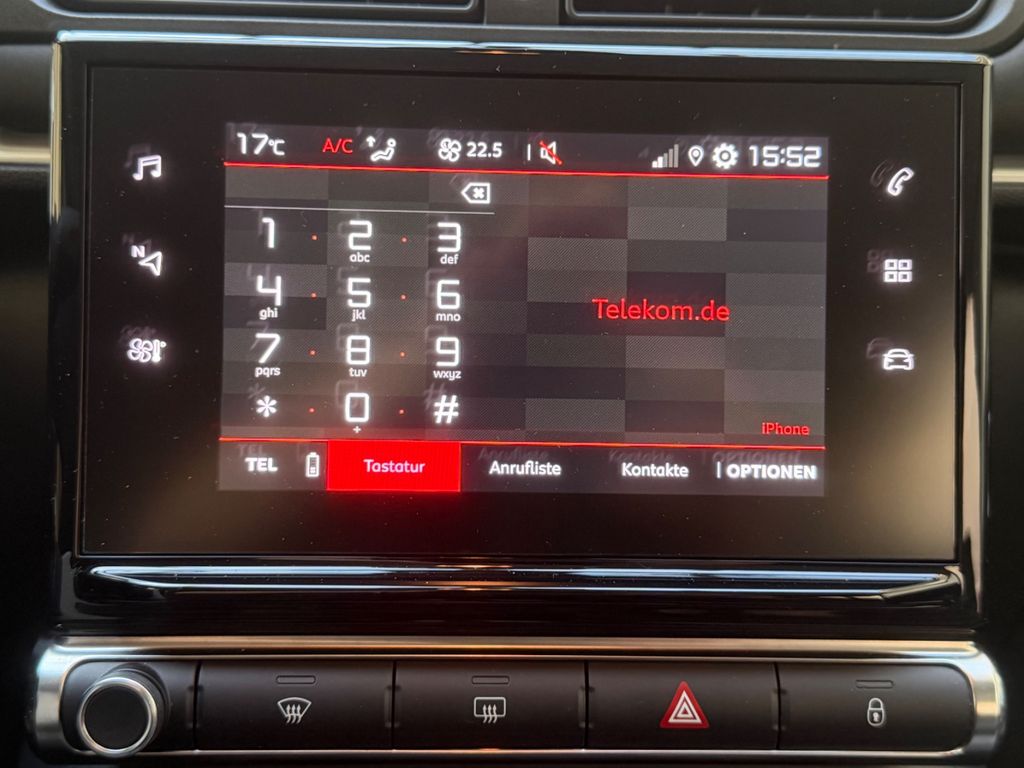 17°C A/C 22.5 15:52
1 2 3
abc def
4 5 6
ghi jkl mno
Telekom.de
7 8 9
pqrs tuv wxyz
* 0 #
+
iPhone
TEL Tastatur Anrufliste Kontakte OPTIONEN
N